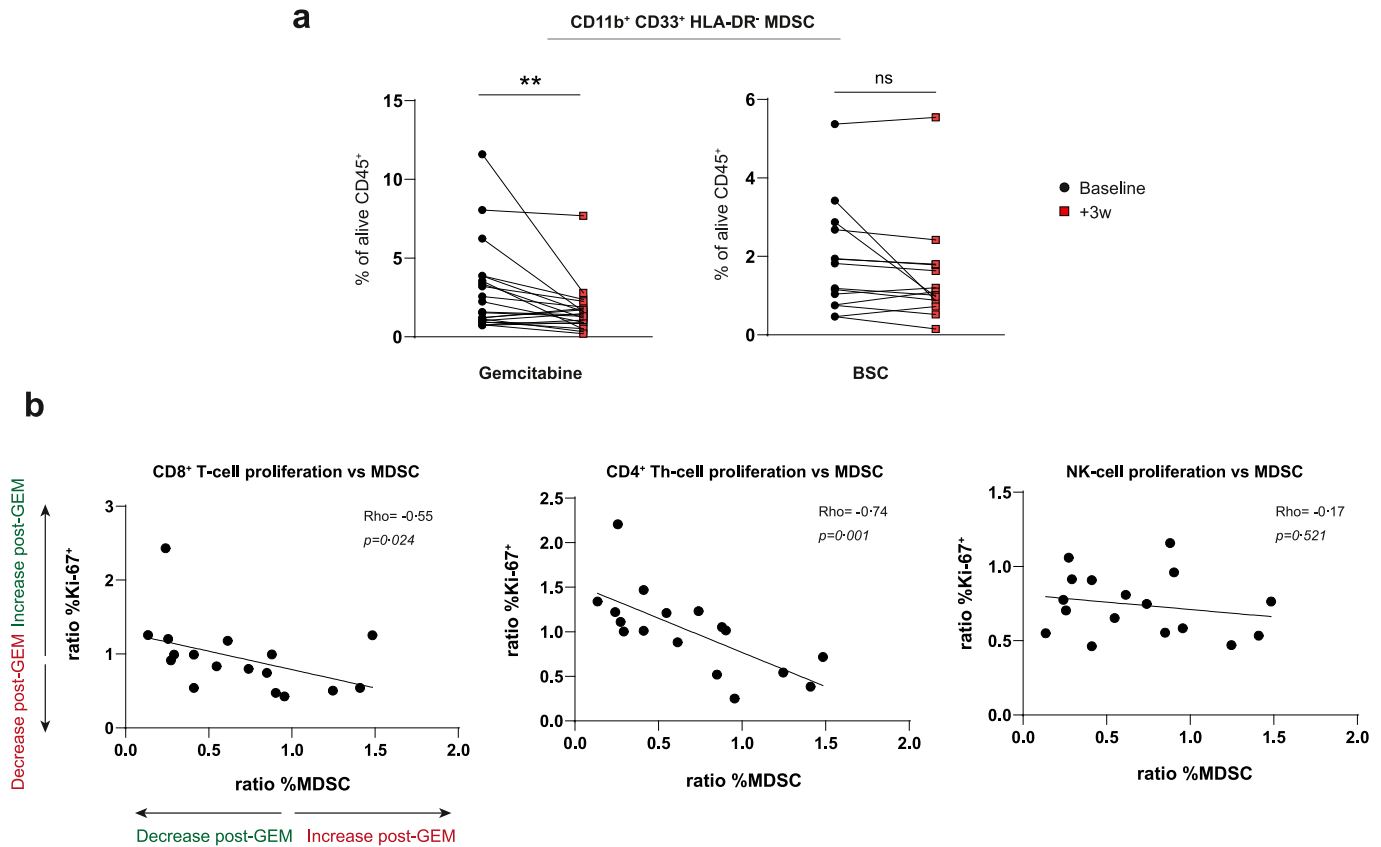 a
CD11b⁺ CD33⁺ HLA-DR⁻ MDSC
**
ns
15
10
5
0
% of alive CD45⁺
Gemcitabine
6
4
2
0
% of alive CD45⁺
BSC
Baseline
+3w
b
Decrease post-GEM Increase post-GEM
CD8⁺ T-cell proliferation vs MDSC
Rho= -0·55
p=0·024
ratio %Ki-67⁺
3
2
1
0
0.0 0.5 1.0 1.5 2.0
ratio %MDSC
Decrease post-GEM Increase post-GEM
CD4⁺ Th-cell proliferation vs MDSC
Rho= -0·74
p=0·001
ratio %Ki-67⁺
2.5
2.0
1.5
1.0
0.5
0.0
0.0 0.5 1.0 1.5 2.0
ratio %MDSC
NK-cell proliferation vs MDSC
Rho= -0·17
p=0·521
ratio %Ki-67⁺
1.5
1.0
0.5
0.0
0.0 0.5 1.0 1.5 2.0
ratio %MDSC